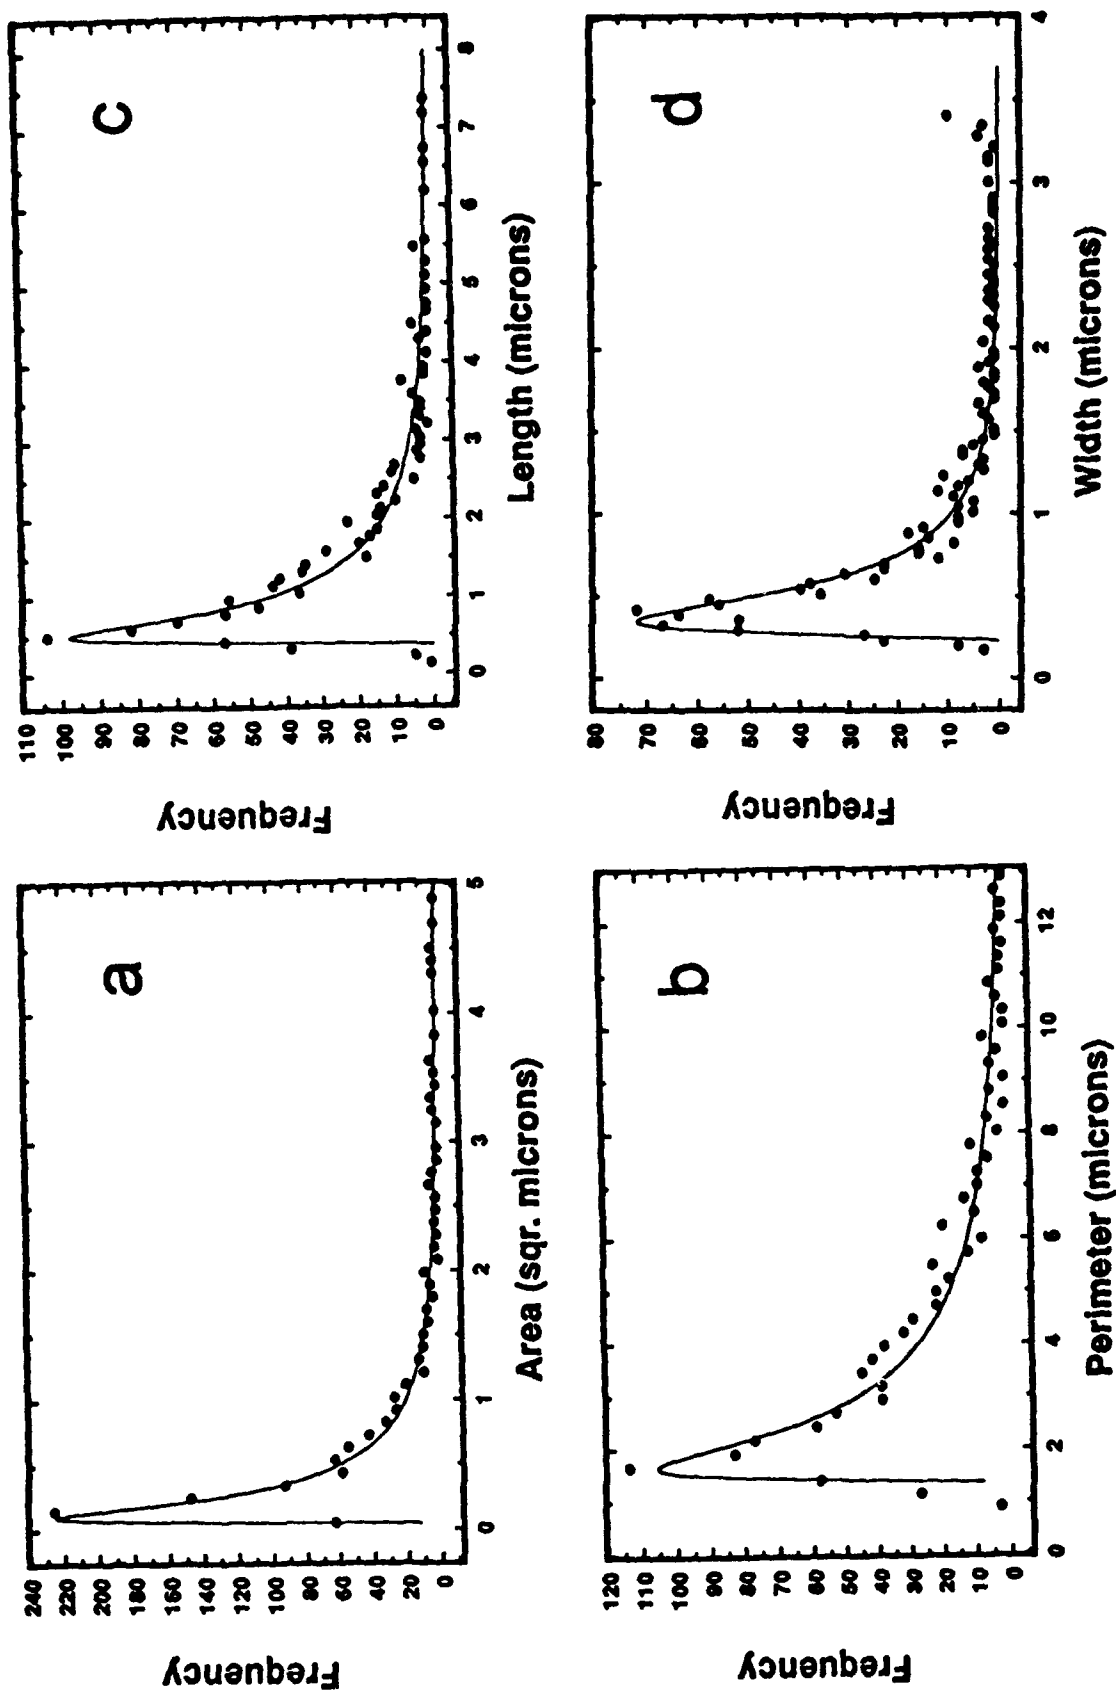 a
Frequency
240
220
200
180
160
140
120
100
80
60
40
20
0
0 1 2 3 4 5
Area (sqr. microns)
c
Frequency
110
100
90
80
70
60
50
40
30
20
10
0
0 1 2 3 4 5 6 7 8
Length (microns)
b
Frequency
120
110
100
90
80
70
60
50
40
30
20
10
0
0 2 4 6 8 10 12
Perimeter (microns)
d
Frequency
80
70
60
50
40
30
20
10
0
0 1 2 3 4
Width (microns)